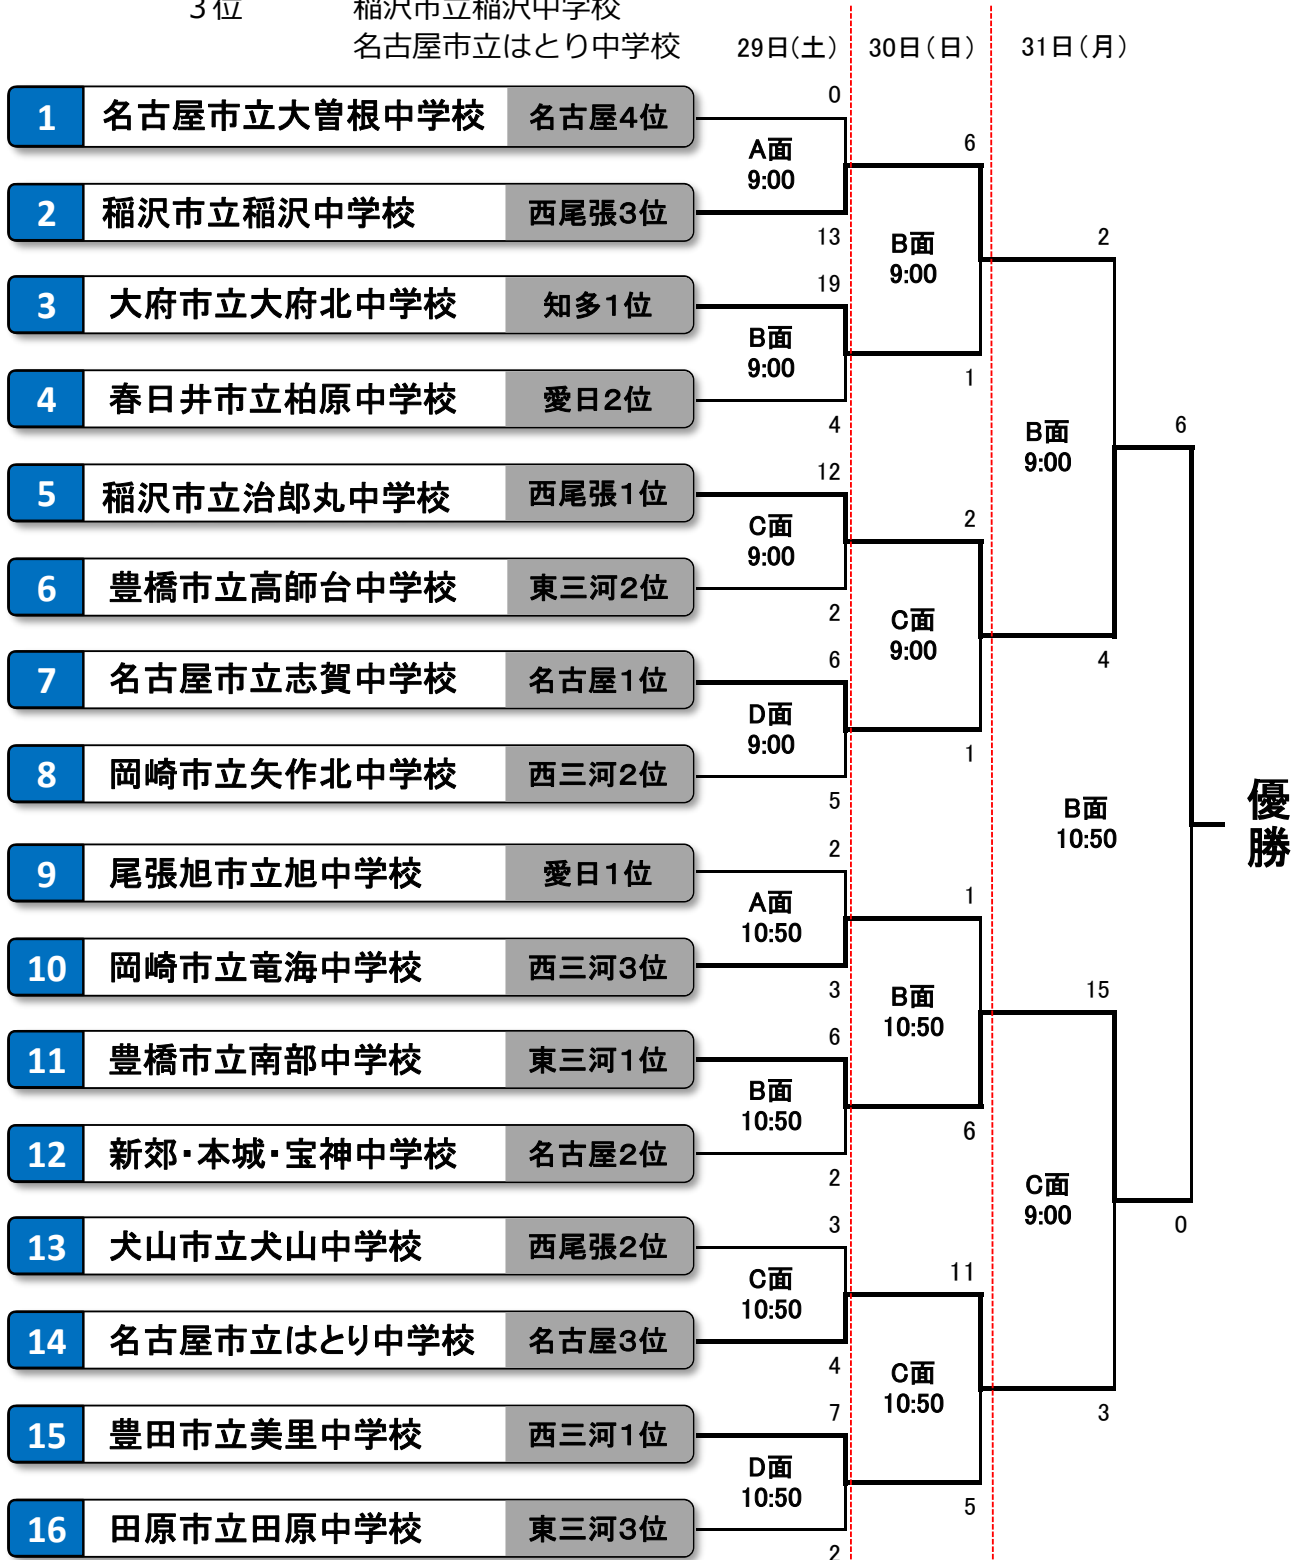 ３位 稲沢市立稲沢中学校
名古屋市立はとり中学校
29日(土) 30日(日) 31日(月)
1 名古屋市立大曽根中学校 名古屋4位
0
A面
9:00
6
2 稲沢市立稲沢中学校 西尾張3位
13
B面
9:00
2
3 大府市立大府北中学校 知多1位
19
B面
9:00
1
4 春日井市立柏原中学校 愛日2位
4
B面
9:00
6
5 稲沢市立治郎丸中学校 西尾張1位
12
C面
9:00
2
6 豊橋市立高師台中学校 東三河2位
2
C面
9:00
4
7 名古屋市立志賀中学校 名古屋1位
6
D面
9:00
1
8 岡崎市立矢作北中学校 西三河2位
5
B面
10:50
優勝
9 尾張旭市立旭中学校 愛日1位
2
A面
10:50
1
10 岡崎市立竜海中学校 西三河3位
3
B面
10:50
15
11 豊橋市立南部中学校 東三河1位
6
B面
10:50
6
12 新郊・本城・宝神中学校 名古屋2位
2
C面
9:00
0
13 犬山市立犬山中学校 西尾張2位
3
C面
10:50
11
14 名古屋市立はとり中学校 名古屋3位
4
C面
10:50
3
15 豊田市立美里中学校 西三河1位
7
D面
10:50
5
16 田原市立田原中学校 東三河3位
2